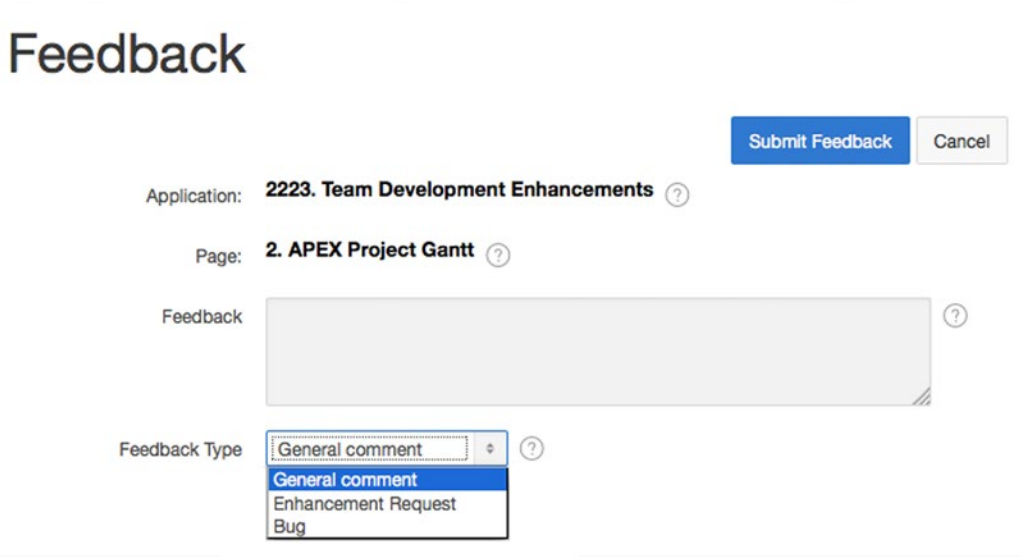 Feedback
Submit Feedback Cancel
Application: 2223. Team Development Enhancements ?
Page: 2. APEX Project Gantt ?
Feedback ?
Feedback Type General comment ?
General comment
Enhancement Request
Bug